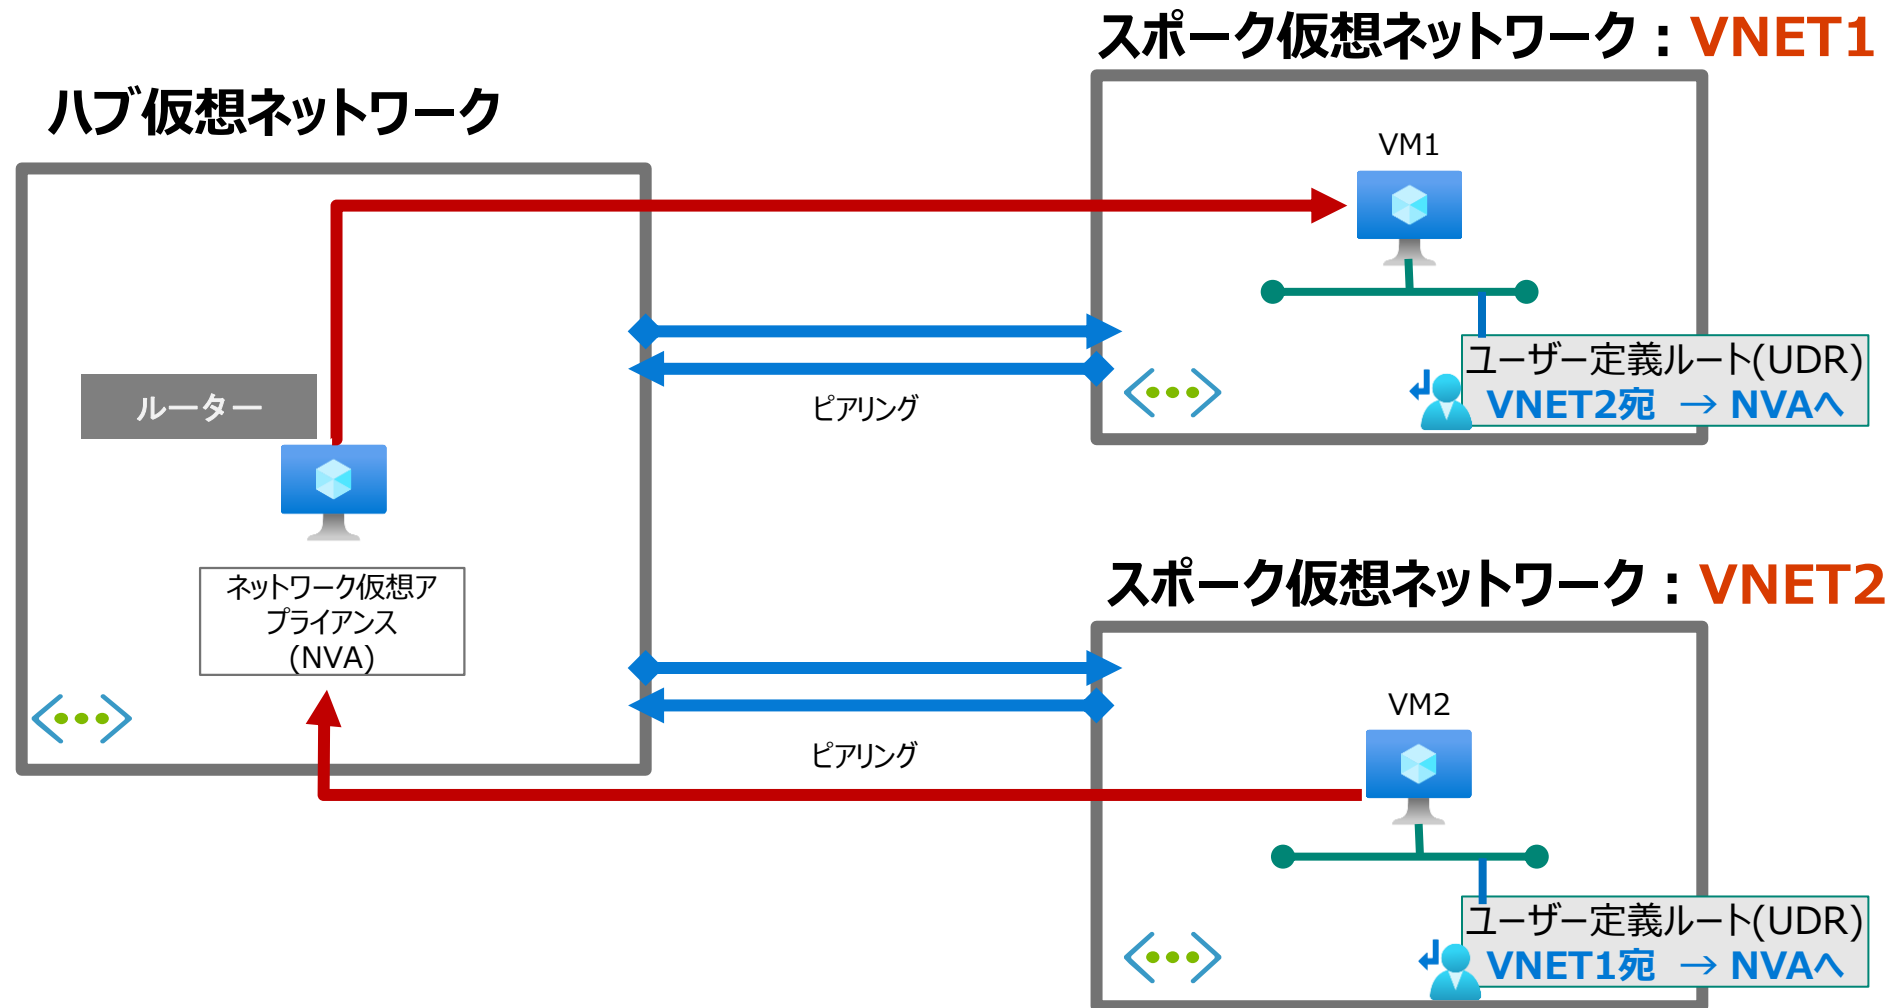 スポーク仮想ネットワーク：VNET1
ハブ仮想ネットワーク
VM1
ユーザー定義ルート(UDR)
VNET2宛 → NVAへ
ピアリング
ルーター
ネットワーク仮想ア
プライアンス
(NVA)
スポーク仮想ネットワーク：VNET2
VM2
ピアリング
ユーザー定義ルート(UDR)
VNET1宛 → NVAへ